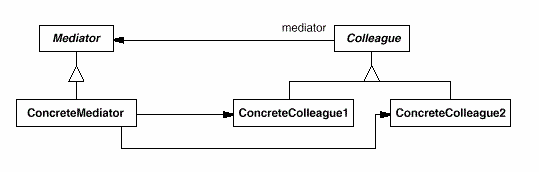 mediator
Mediator
Colleague
ConcreteMediator
ConcreteColleague1
ConcreteColleague2